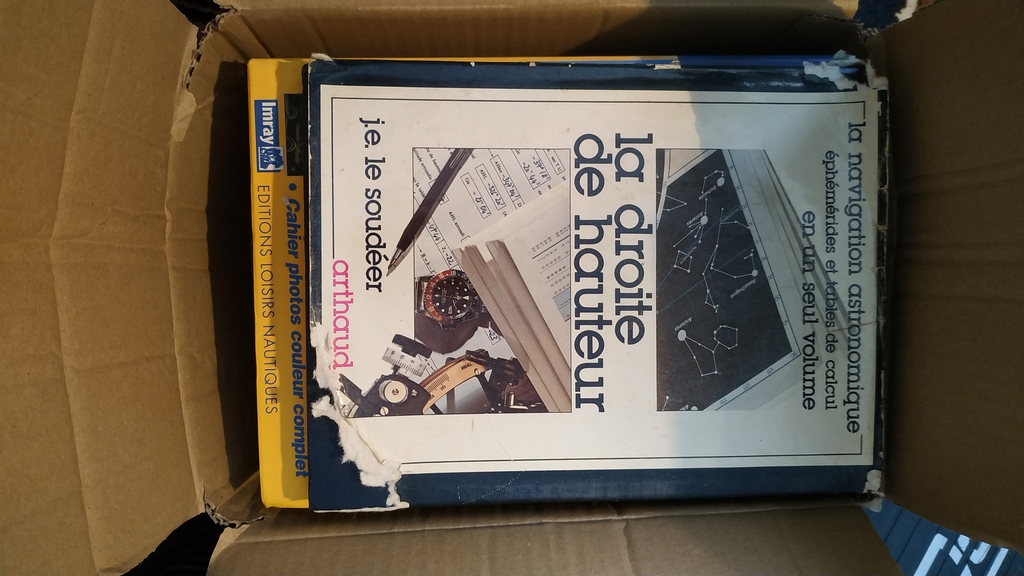 la navigation astronomique
éphémérides et tables de calcul
en un seul volume
la droite
de hauteur
j.e. le soudéer
arthaud
• Cahier photos couleur complet
Imray
EDITIONS LOISIRS NAUTIQUES